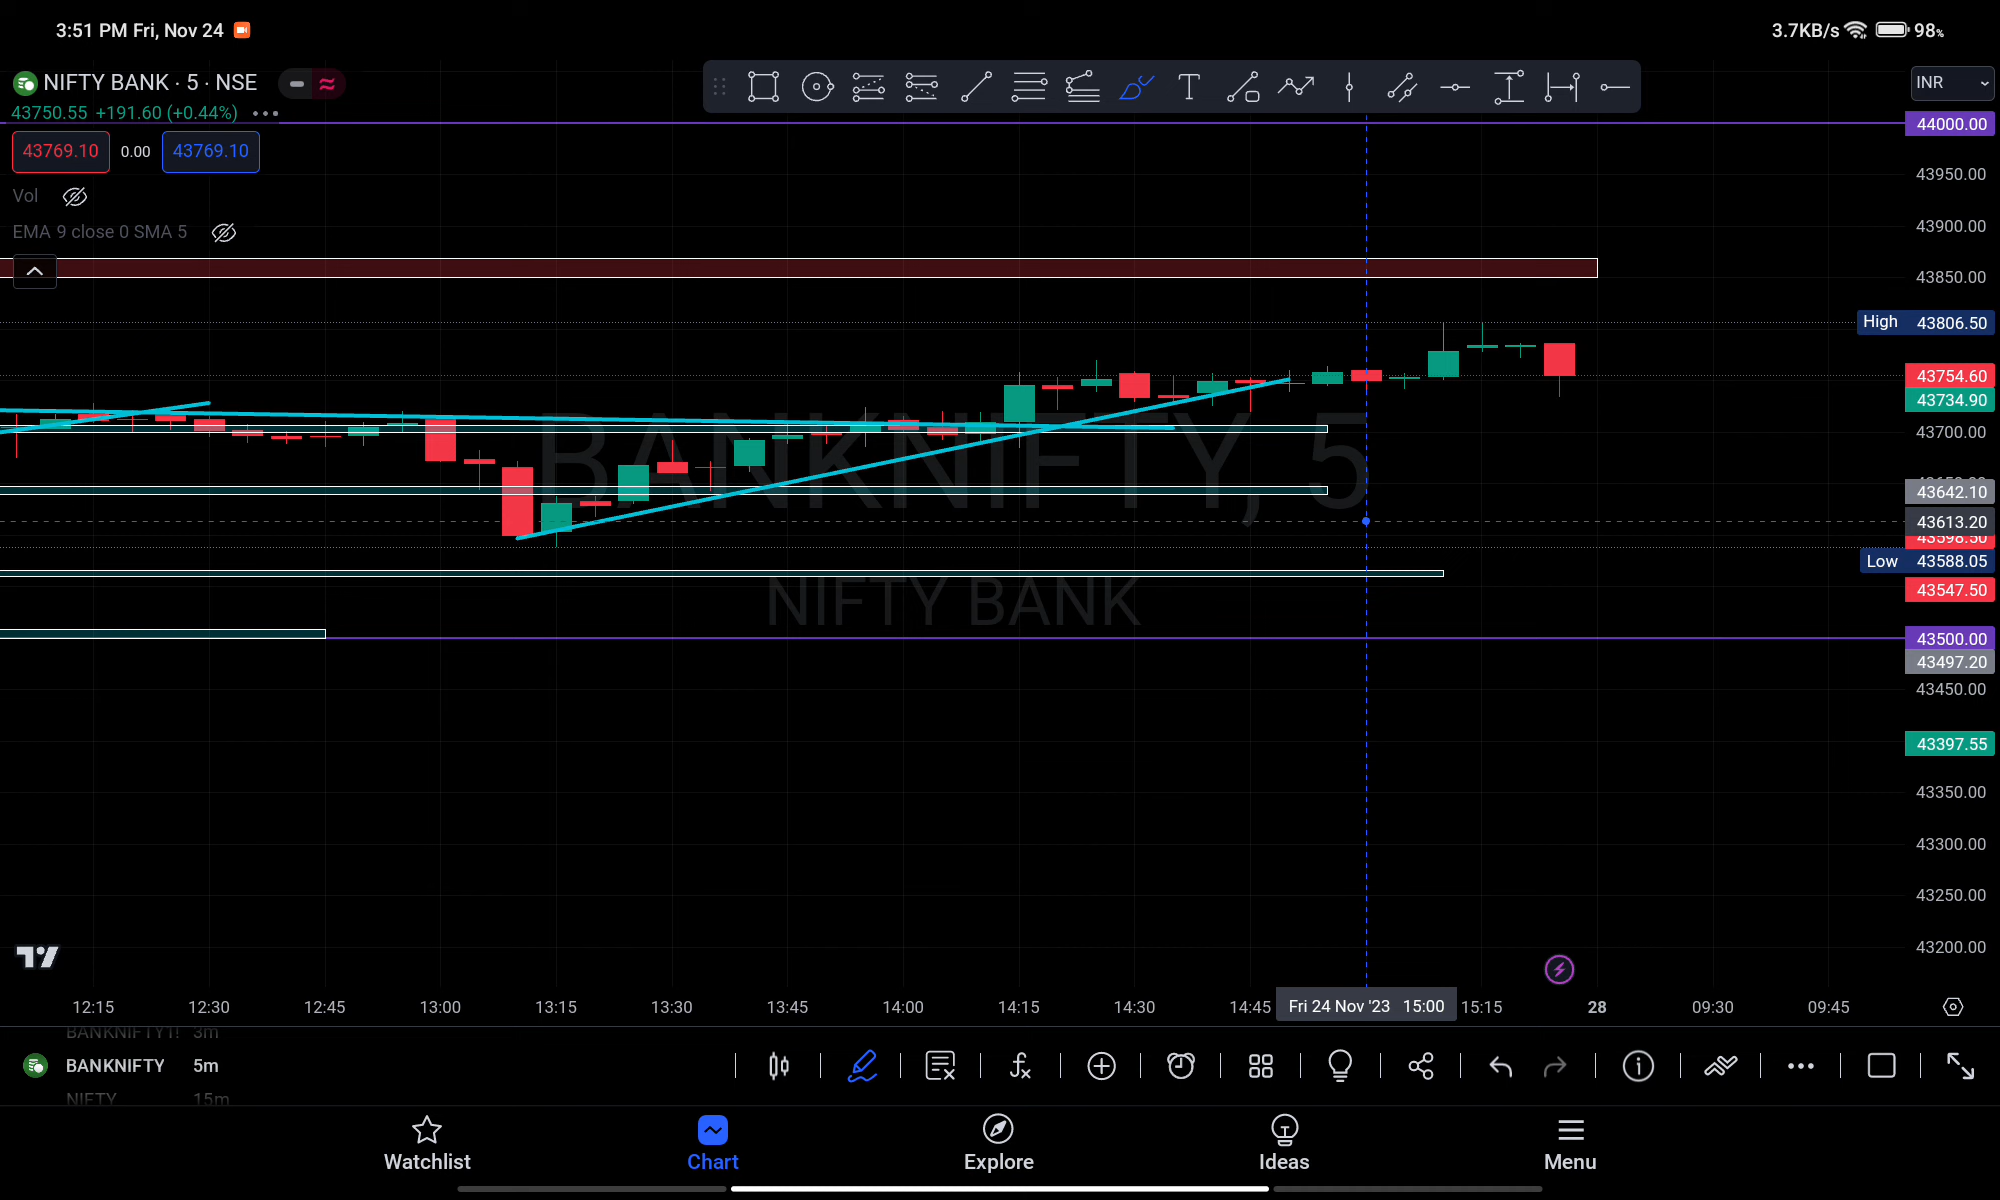 3:51 PM Fri, Nov 24
3.7KB/s 98%
NIFTY BANK · 5 · NSE
INR
43750.55 +191.60 (+0.44%)
43769.10 0.00 43769.10
Vol
EMA 9 close 0 SMA 5
44000.00
43950.00
43900.00
43850.00
High 43806.50
43754.60
43734.90
43700.00
43642.10
43613.20
43598.50
Low 43588.05
43547.50
43500.00
43497.20
43450.00
43397.55
43350.00
43300.00
43250.00
43200.00
BANKNIFTY, 5
NIFTY BANK
12:15 12:30 12:45 13:00 13:15 13:30 13:45 14:00 14:15 14:30 14:45 Fri 24 Nov '23 15:00 15:15 28 09:30 09:45
BANKNIFTY1! 3m
BANKNIFTY 5m
NIFTY 15m
Watchlist Chart Explore Ideas Menu